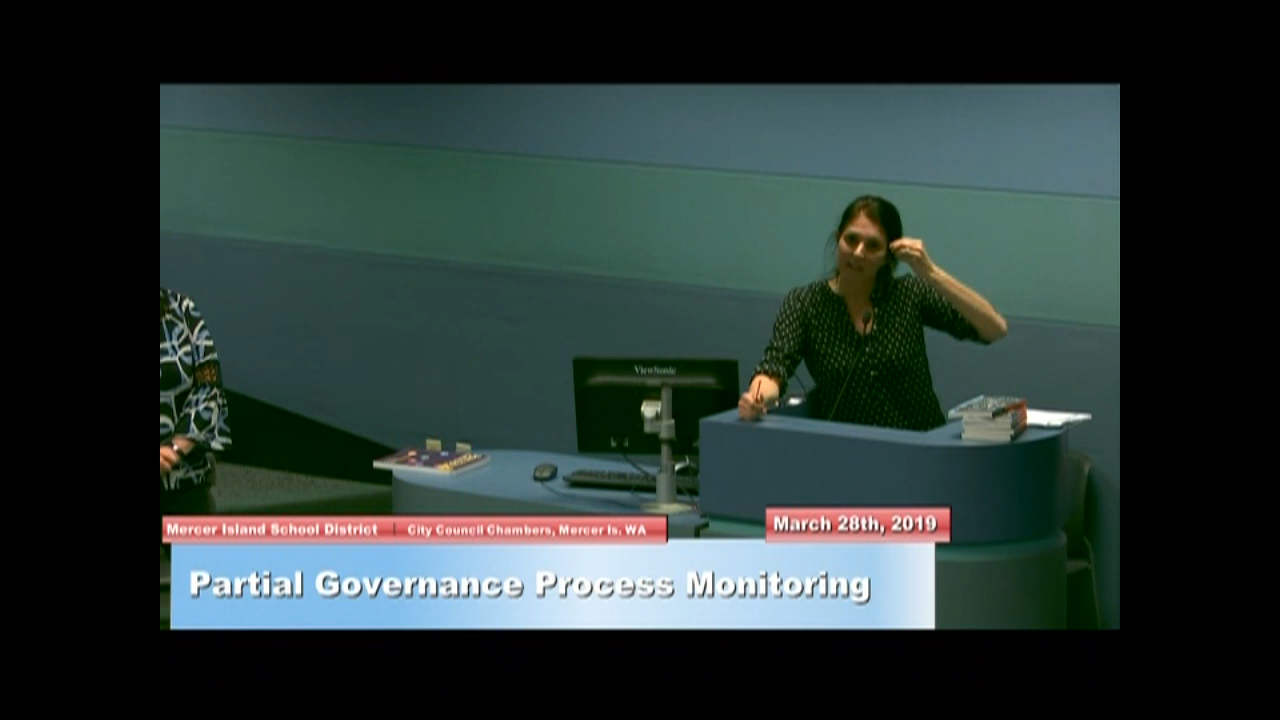 ViewSonic
Mercer Island School District | City Council Chambers, Mercer Is, WA
March 28th, 2019
Partial Governance Process Monitoring